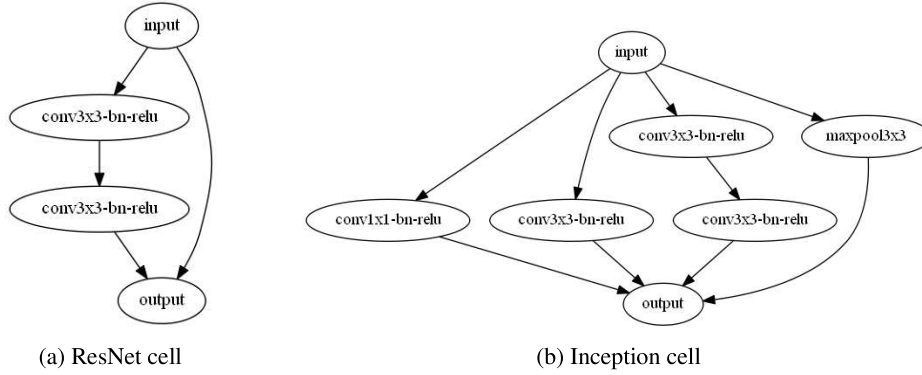 input
conv3x3-bn-relu
conv3x3-bn-relu
output
(a) ResNet cell
input
conv3x3-bn-relu
maxpool3x3
conv1x1-bn-relu
conv3x3-bn-relu
conv3x3-bn-relu
output
(b) Inception cell